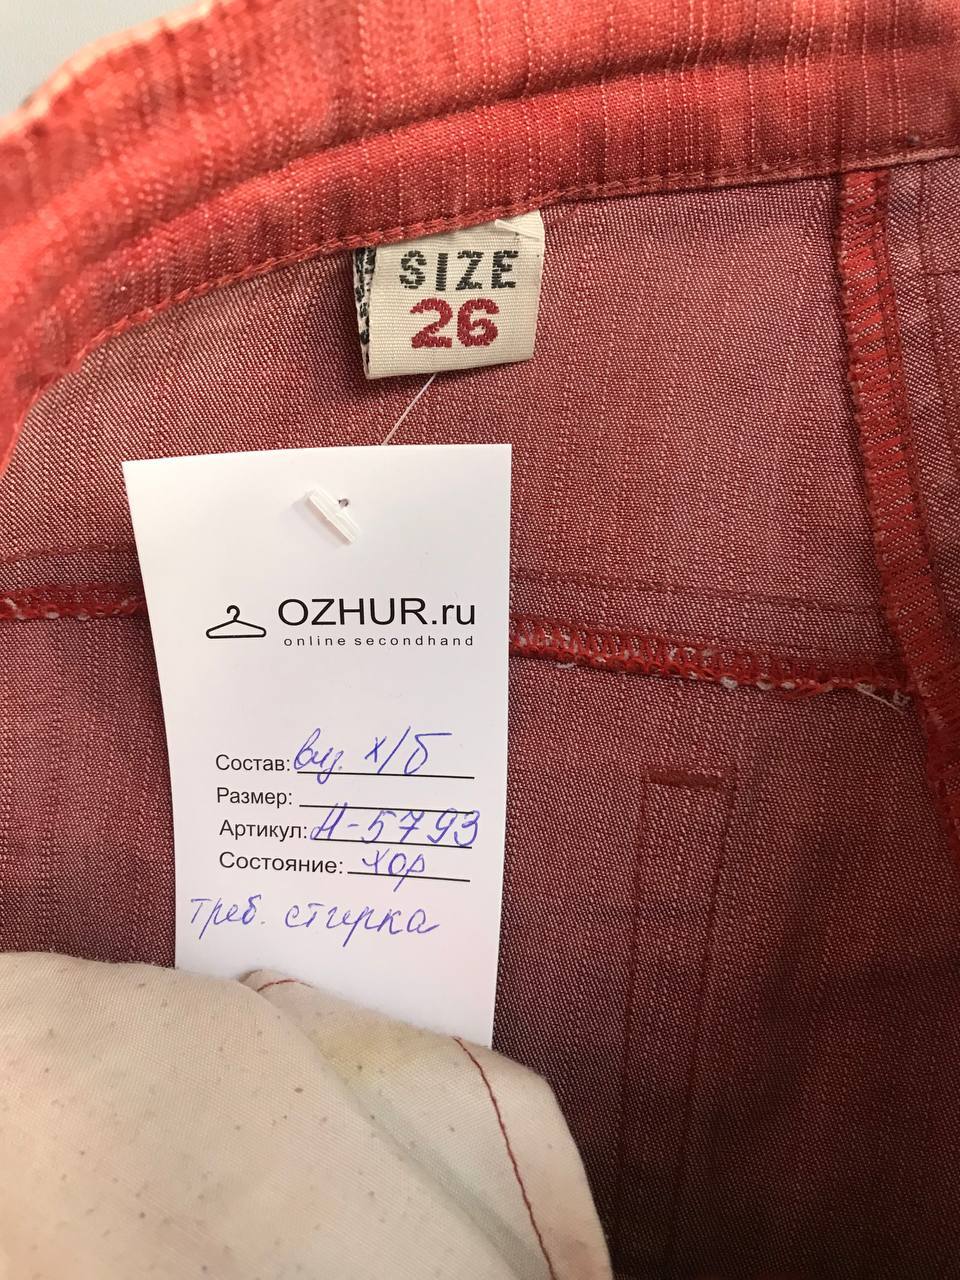 SIZE
26
OZHUR.ru
online secondhand
Состав: виз. х/б
Размер:
Артикул: Н-5793
Состояние: хор
треб. стирка